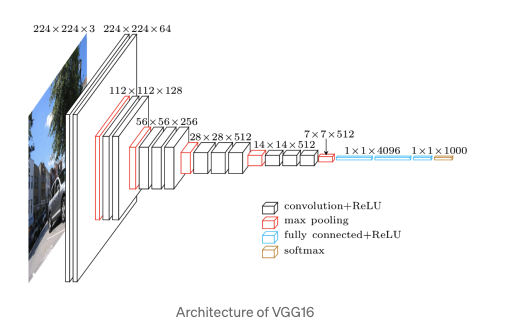 224×224×3 224×224×64
112×112×128
56×56×256
28×28×512
14×14×512
7×7×512
1×1×4096 1×1×1000
convolution+ReLU
max pooling
fully connected+ReLU
softmax
Architecture of VGG16